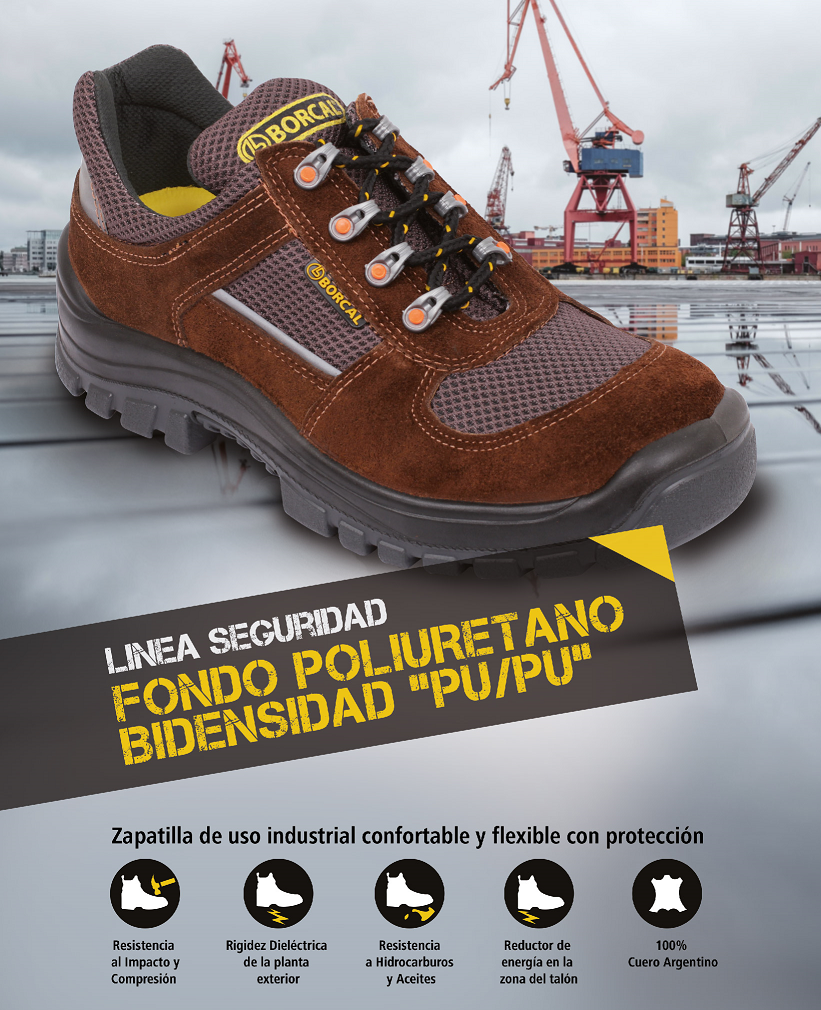 BORCAL
BORCAL
LINEA SEGURIDAD
FONDO POLIURETANO
BIDENSIDAD "PU/PU"
Zapatilla de uso industrial confortable y flexible con protección
Resistencia
al Impacto y
Compresión
Rigidez Dieléctrica
de la planta
exterior
Resistencia
a Hidrocarburos
y Aceites
Reductor de
energía en la
zona del talón
100%
Cuero Argentino